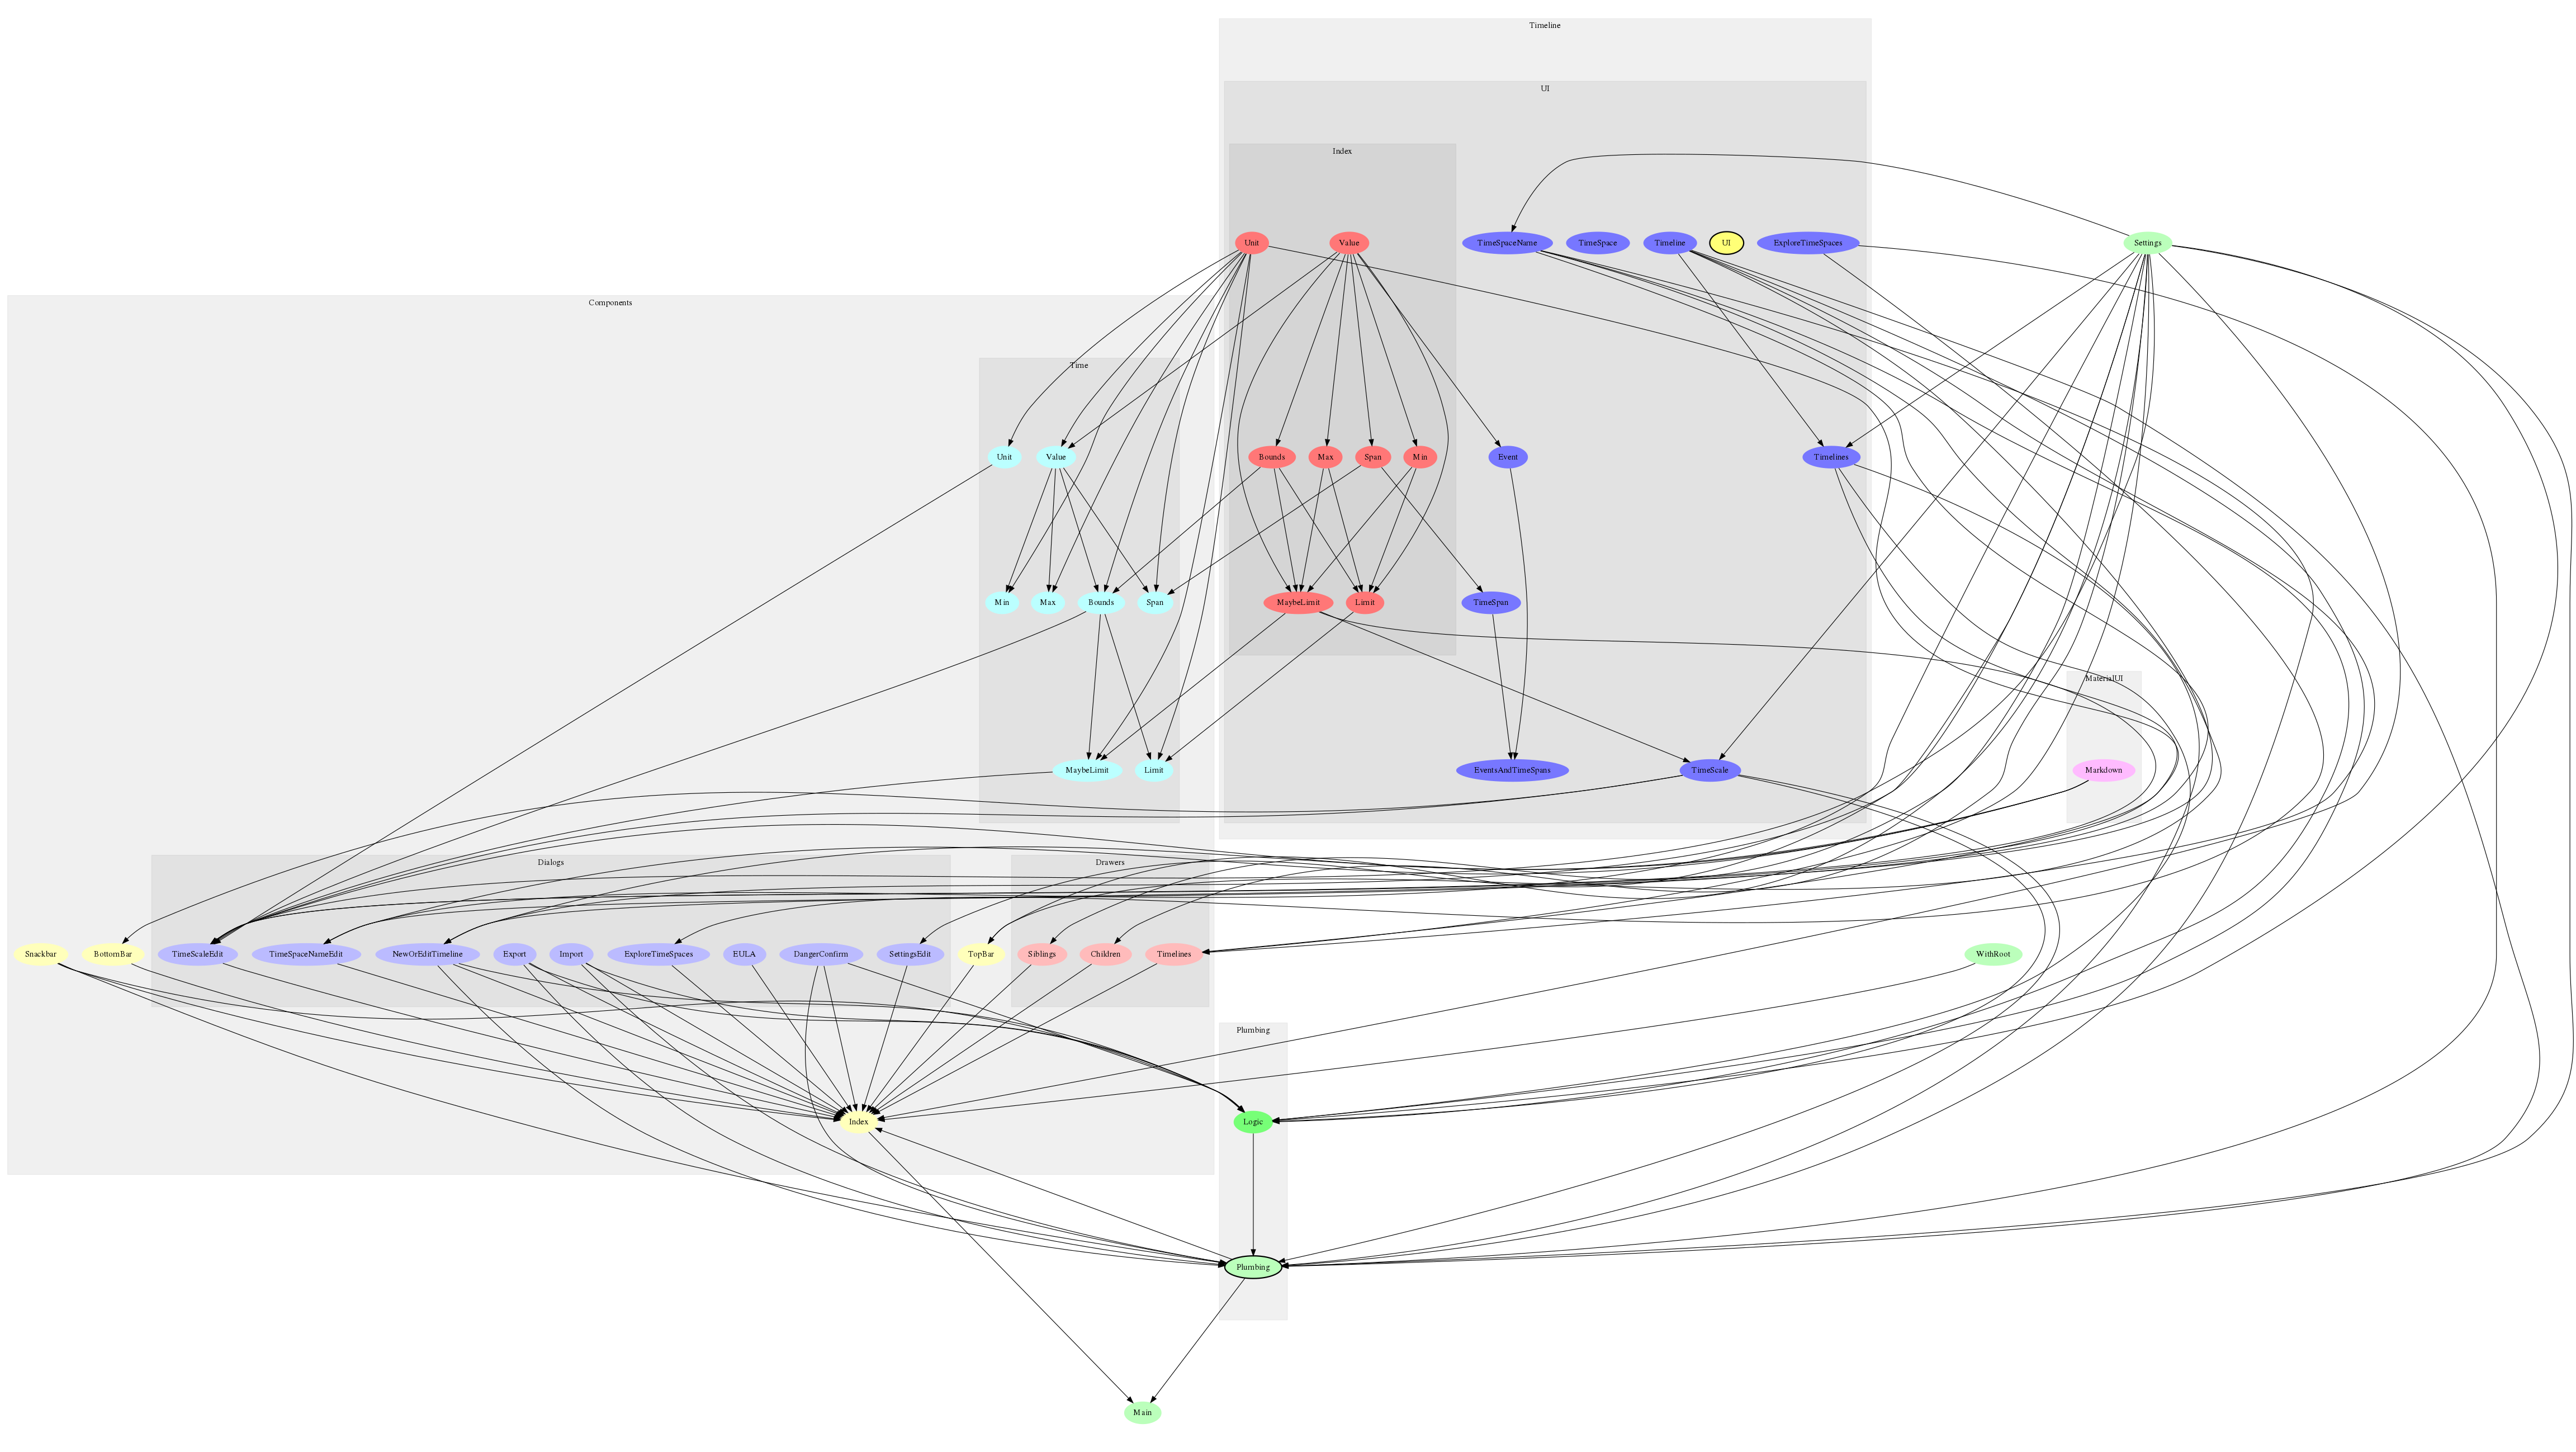 Timeline
UI
Index
Unit
Value
TimeSpaceName
TimeSpace
Timeline
UI
ExploreTimeSpaces
Settings
Components
Time
Unit
Value
Bounds
Max
Span
Min
Event
Timelines
Min
Max
Bounds
Span
MaybeLimit
Limit
TimeSpan
MaterialUI
MaybeLimit
Limit
EventsAndTimeSpans
TimeScale
Markdown
Dialogs
Drawers
Snackbar
BottomBar
TimeScaleEdit
TimeSpaceNameEdit
NewOrEditTimeline
Export
Import
ExploreTimeSpaces
EULA
DangerConfirm
SettingsEdit
TopBar
Siblings
Children
Timelines
WithRoot
Plumbing
Index
Logic
Plumbing
Main